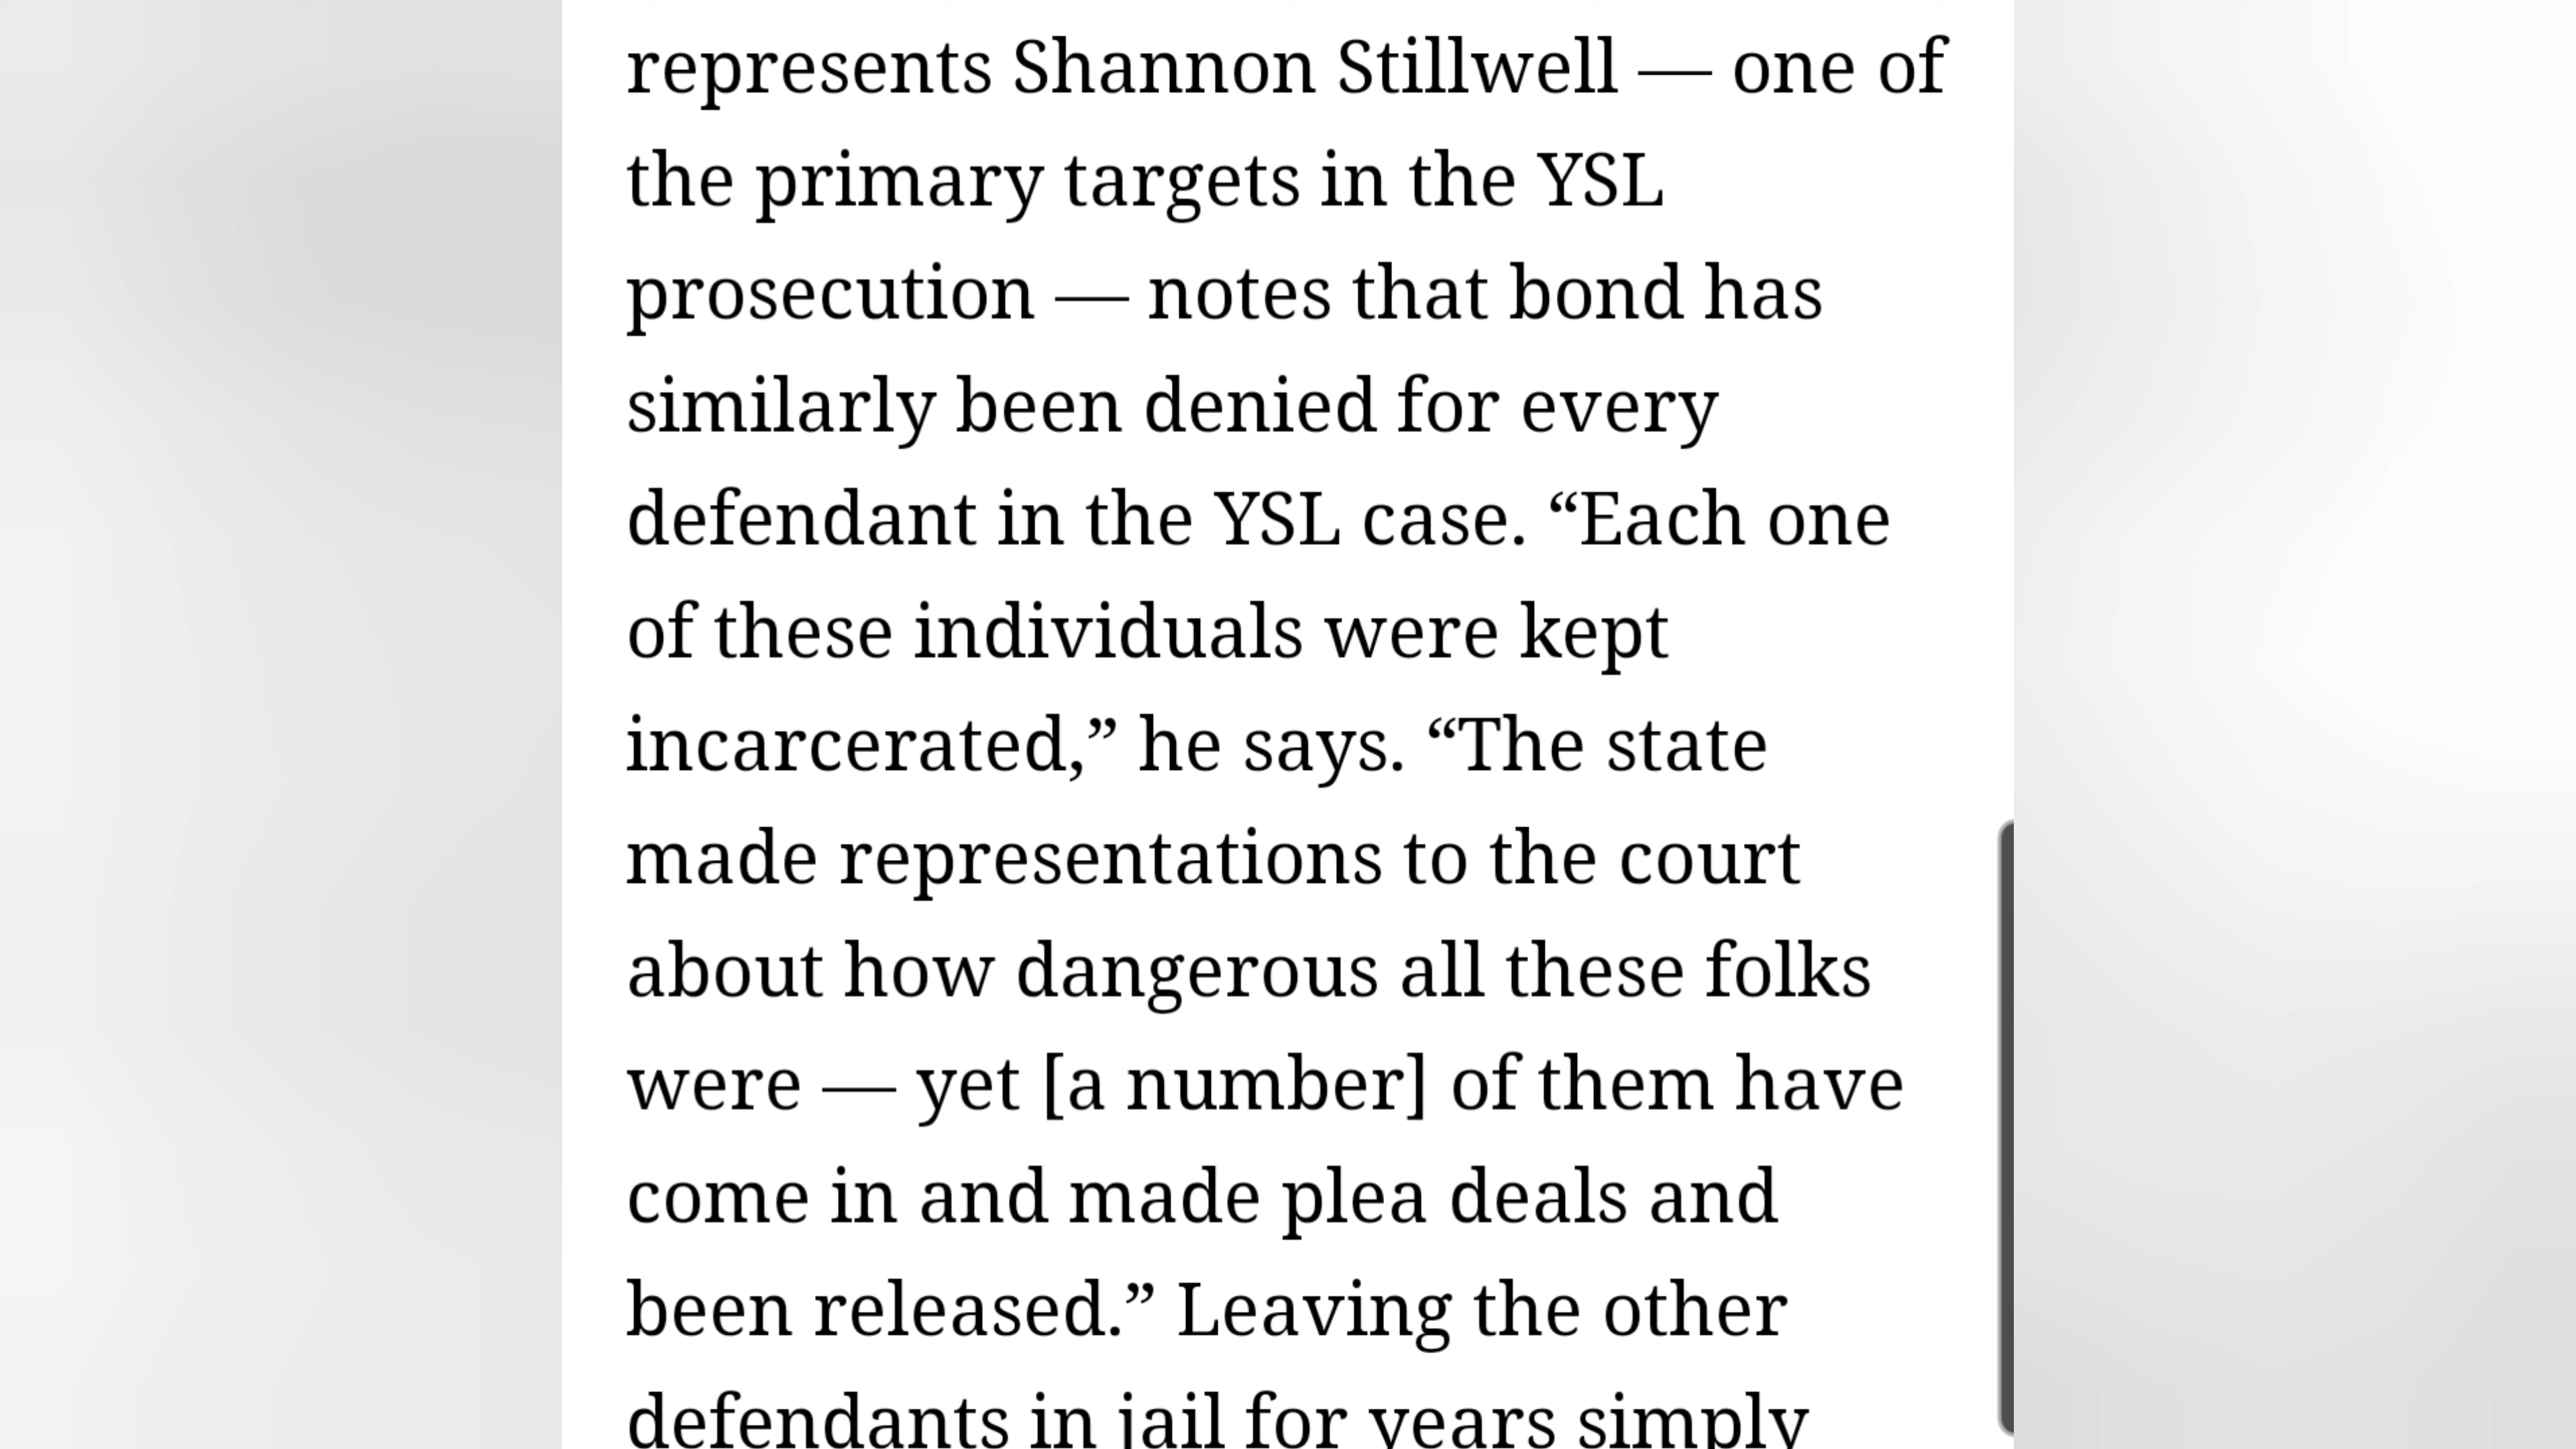 represents Shannon Stillwell — one of
the primary targets in the YSL
prosecution — notes that bond has
similarly been denied for every
defendant in the YSL case. “Each one
of these individuals were kept
incarcerated,” he says. “The state
made representations to the court
about how dangerous all these folks
were — yet [a number] of them have
come in and made plea deals and
been released.” Leaving the other
defendants in jail for years simply